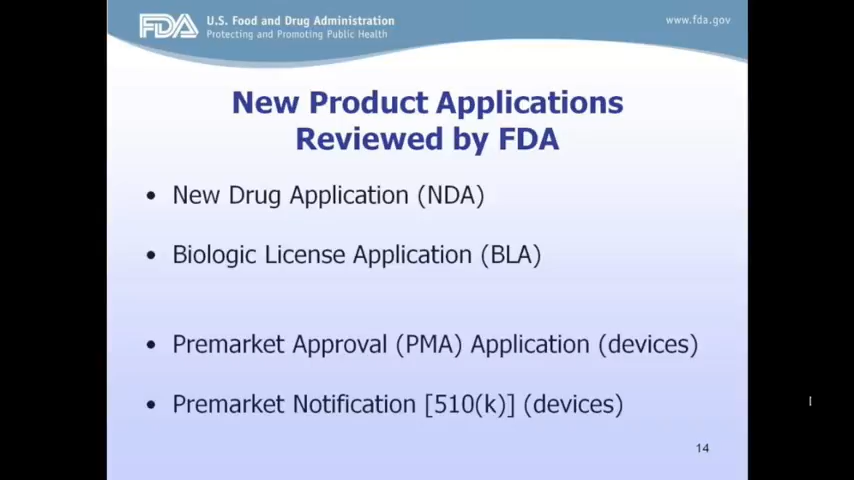 FDA U.S. Food and Drug Administration
Protecting and Promoting Public Health
www.fda.gov
New Product Applications
Reviewed by FDA
• New Drug Application (NDA)
• Biologic License Application (BLA)
• Premarket Approval (PMA) Application (devices)
• Premarket Notification [510(k)] (devices)
14